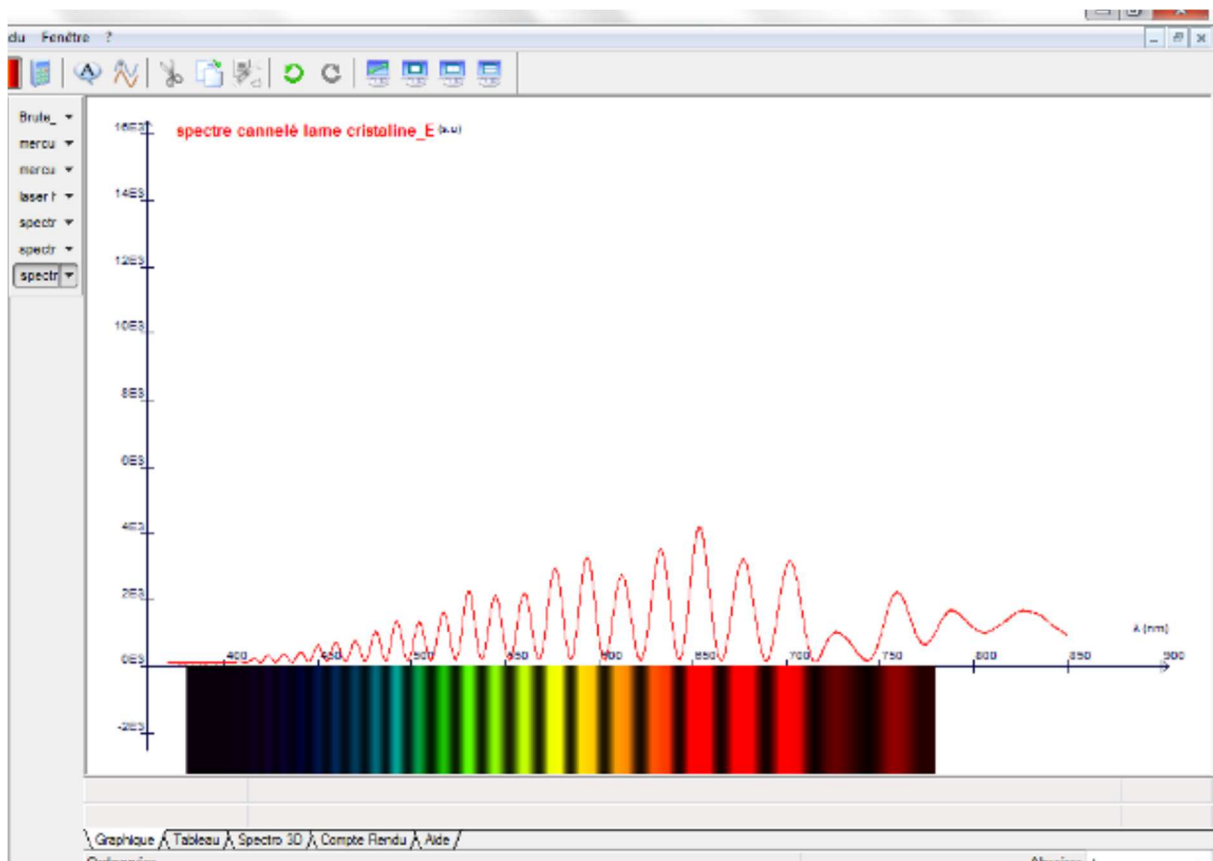 du Fenêtre ?
Brute_
mercu
mercu
laser h
spectr
spectr
spectr
spectre cannelé lame cristaline_E (a.u)
16E3
14E3
12E3
10E3
8E3
6E3
4E3
2E3
0E3
-2E3
400 450 500 550 600 650 700 750 800 850 900
λ (nm)
Graphique Tableau Spectro 3D Compte Rendu Aide